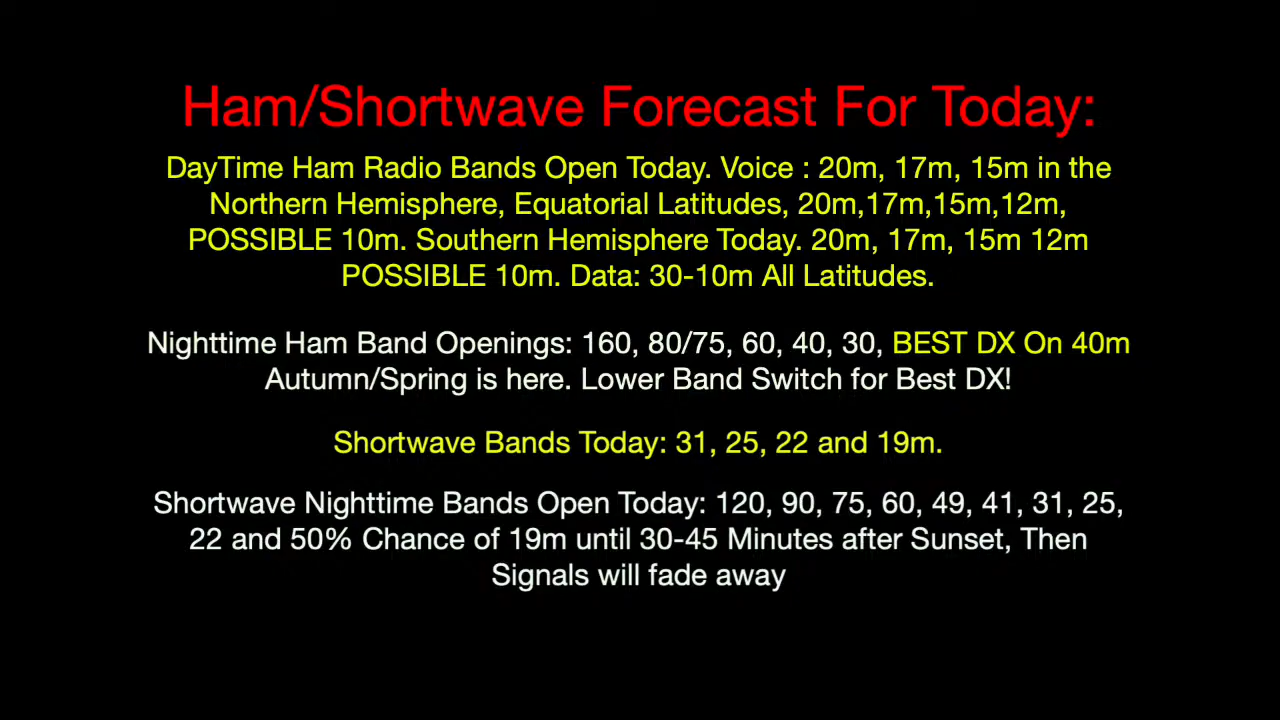 Ham/Shortwave Forecast For Today:
DayTime Ham Radio Bands Open Today. Voice : 20m, 17m, 15m in the
Northern Hemisphere, Equatorial Latitudes, 20m,17m,15m,12m,
POSSIBLE 10m. Southern Hemisphere Today. 20m, 17m, 15m 12m
POSSIBLE 10m. Data: 30-10m All Latitudes.
Nighttime Ham Band Openings: 160, 80/75, 60, 40, 30, BEST DX On 40m
Autumn/Spring is here. Lower Band Switch for Best DX!
Shortwave Bands Today: 31, 25, 22 and 19m.
Shortwave Nighttime Bands Open Today: 120, 90, 75, 60, 49, 41, 31, 25,
22 and 50% Chance of 19m until 30-45 Minutes after Sunset, Then
Signals will fade away